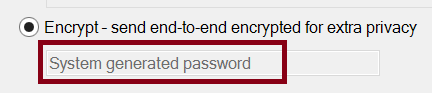 Encrypt - send end-to-end encrypted for extra privacy
System generated password